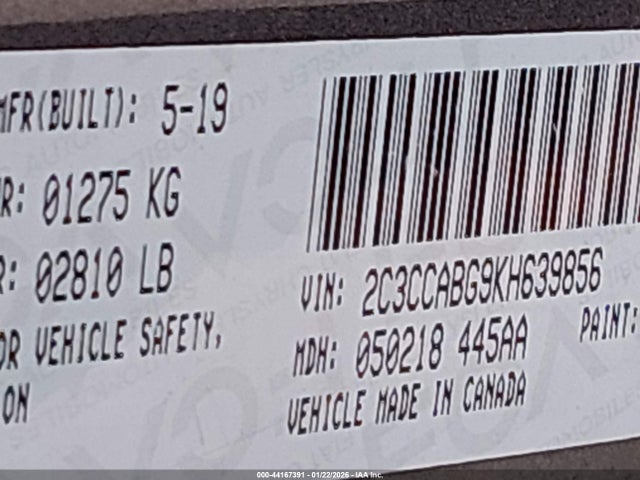 MFR(BUILT): 5-19
R: 01275 KG
R: 02810 LB
OR VEHICLE SAFETY,
ON
VIN: 2C3CCABG9KH639856
MDH: 050218 445AA
PAINT:
VEHICLE MADE IN CANADA
000-44167391 - 01/22/2026 - IAA Inc.